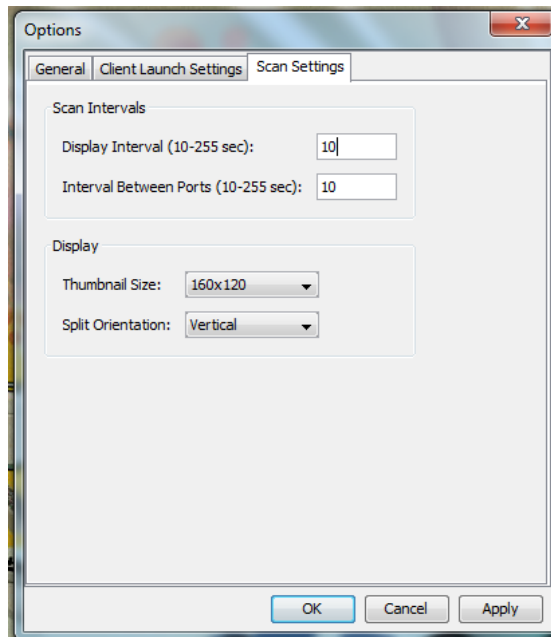 Options
General Client Launch Settings Scan Settings
Scan Intervals
Display Interval (10-255 sec): 10
Interval Between Ports (10-255 sec): 10
Display
Thumbnail Size: 160x120
Split Orientation: Vertical
OK Cancel Apply